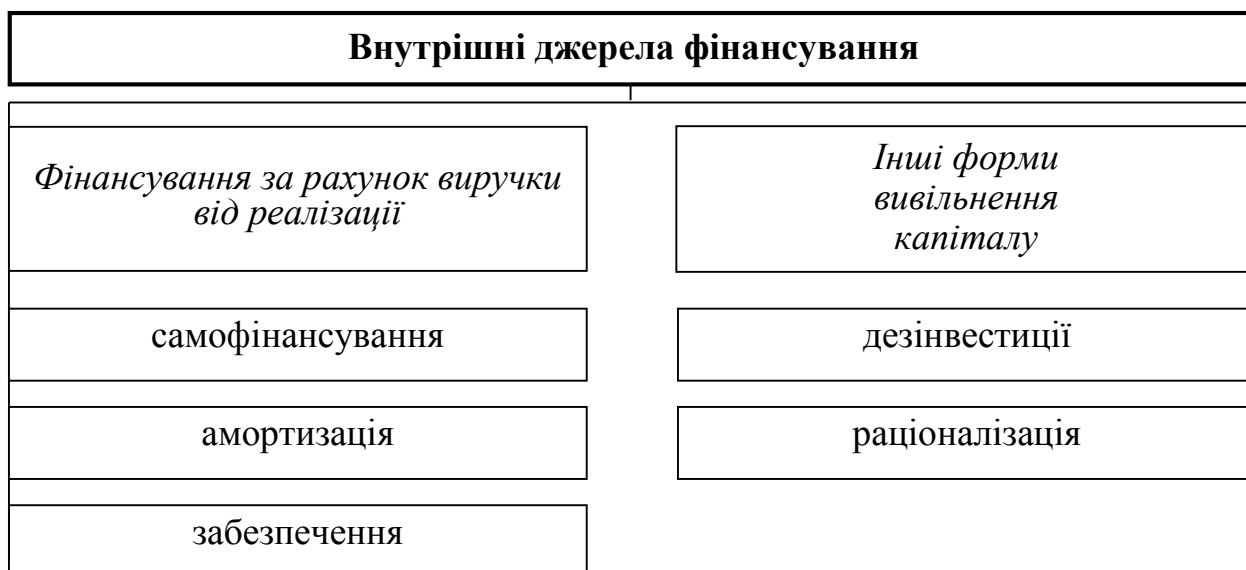 Внутрішні джерела фінансування
Фінансування за рахунок виручки
від реалізації
Інші форми
вивільнення
капіталу
самофінансування
дезінвестиції
амортизація
раціоналізація
забезпечення